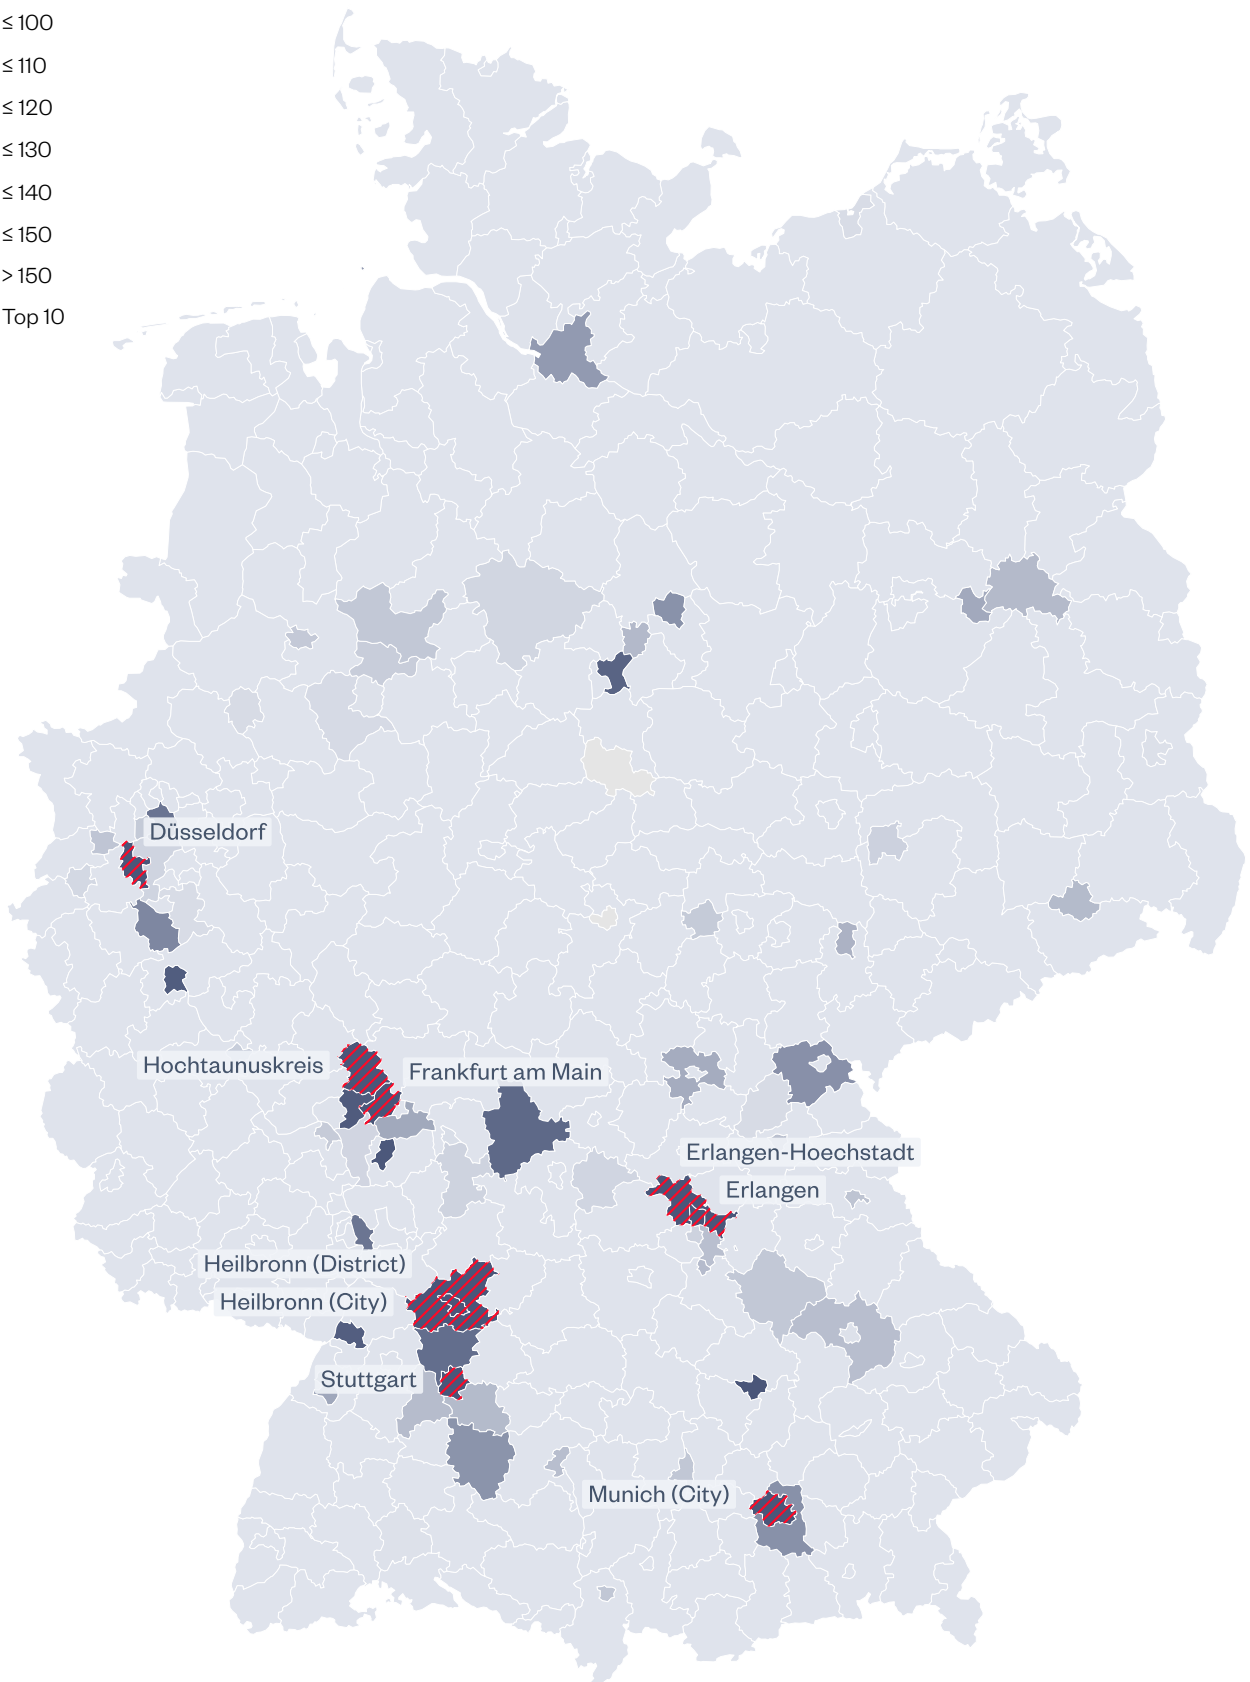 ≤ 100
≤ 110
≤ 120
≤ 130
≤ 140
≤ 150
> 150
Top 10
Düsseldorf
Hochtaunuskreis
Frankfurt am Main
Erlangen-Hoechstadt
Erlangen
Heilbronn (District)
Heilbronn (City)
Stuttgart
Munich (City)